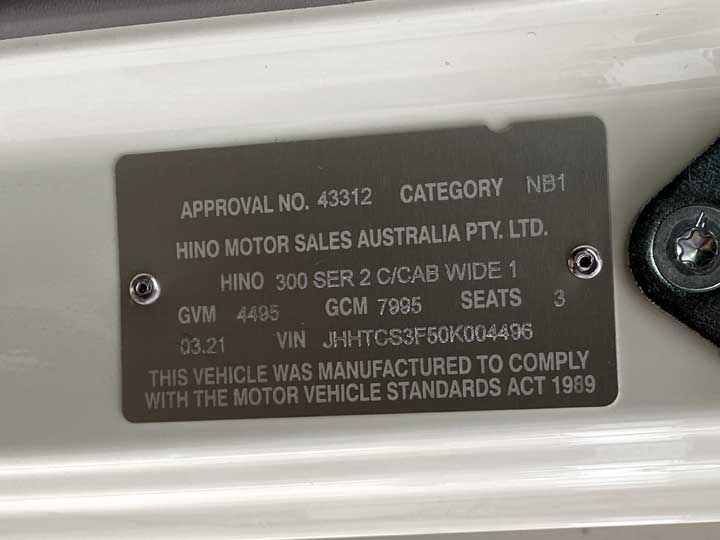 APPROVAL NO. 43312 CATEGORY NB1
HINO MOTOR SALES AUSTRALIA PTY. LTD.
HINO 300 SER 2 C/CAB WIDE 1
GVM 4495 GCM 7995 SEATS 3
03.21 VIN JHHTCS3F50K004496
THIS VEHICLE WAS MANUFACTURED TO COMPLY
WITH THE MOTOR VEHICLE STANDARDS ACT 1989